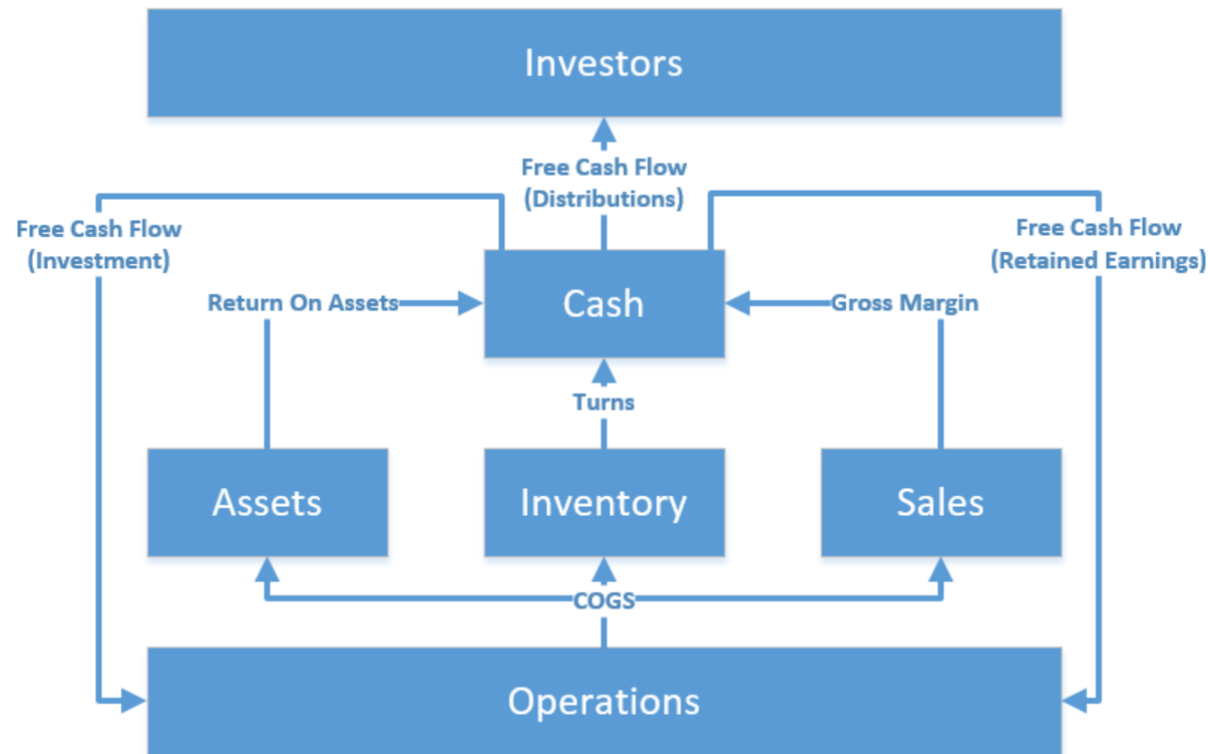 Investors
Free Cash Flow
(Distributions)
Free Cash Flow
(Investment)
Free Cash Flow
(Retained Earnings)
Return On Assets
Cash
Gross Margin
Turns
Assets
Inventory
Sales
COGS
Operations